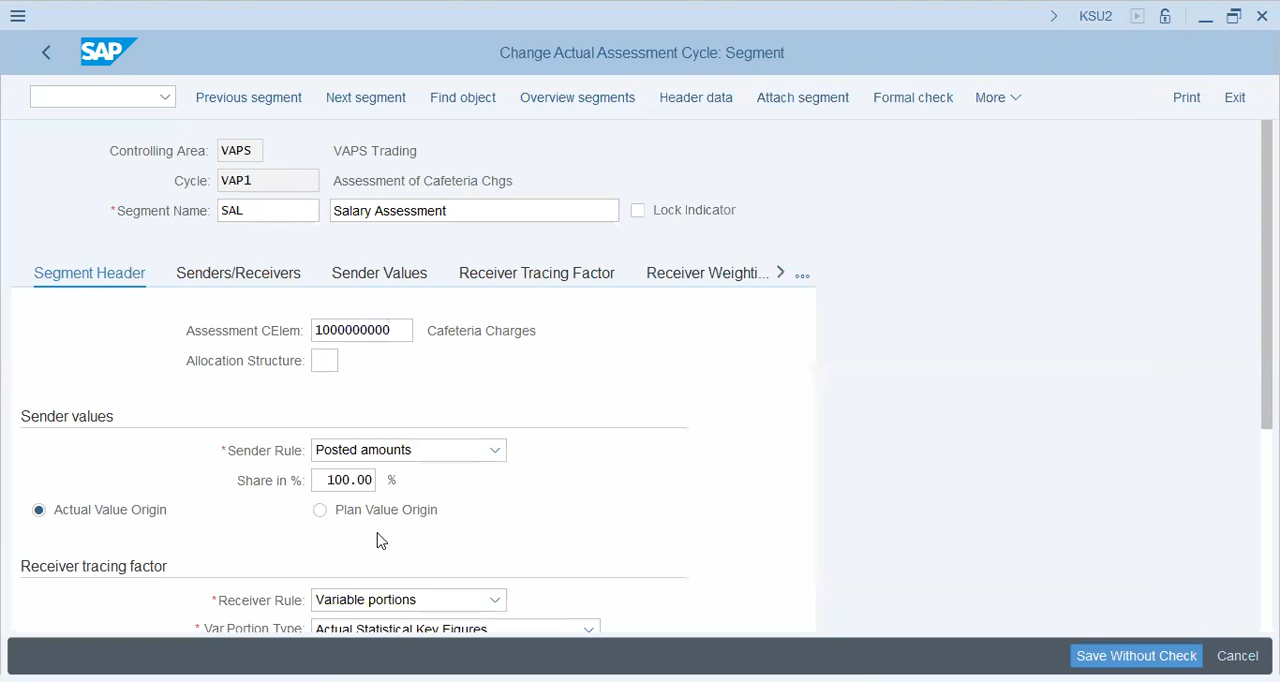 KSU2
SAP Change Actual Assessment Cycle: Segment
Previous segment Next segment Find object Overview segments Header data Attach segment Formal check More Print Exit
Controlling Area: VAPS VAPS Trading
Cycle: VAP1 Assessment of Cafeteria Chgs
*Segment Name: SAL Salary Assessment Lock Indicator
Segment Header Senders/Receivers Sender Values Receiver Tracing Factor Receiver Weighti...
Assessment CElem: 1000000000 Cafeteria Charges
Allocation Structure:
Sender values
*Sender Rule: Posted amounts
Share in %: 100.00 %
Actual Value Origin Plan Value Origin
Receiver tracing factor
*Receiver Rule: Variable portions
* Var.Portion Type: Actual Statistical Key Figures
Save Without Check Cancel